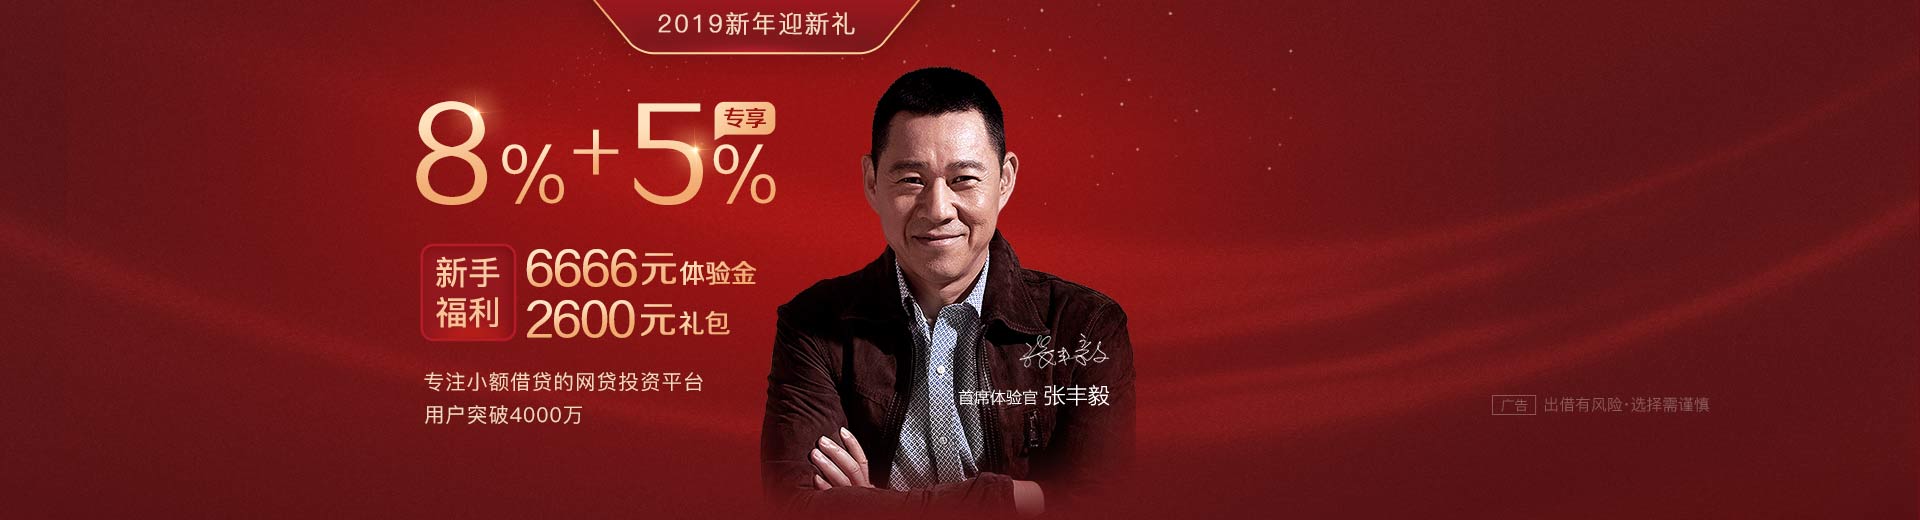 2019新年迎新礼
8%+5%
专享
新手
福利
6666元体验金
2600元礼包
专注小额借贷的网贷投资平台
用户突破4000万
张丰毅
首席体验官 张丰毅
广告 出借有风险·选择需谨慎